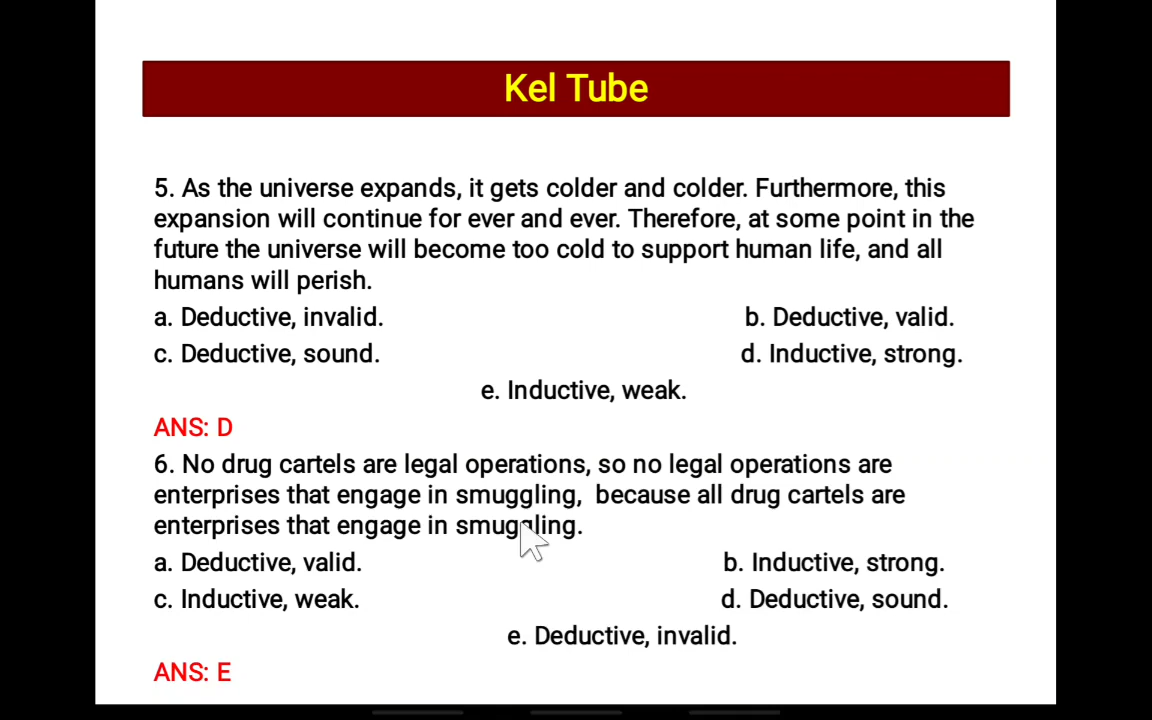 Kel Tube
5. As the universe expands, it gets colder and colder. Furthermore, this
expansion will continue for ever and ever. Therefore, at some point in the
future the universe will become too cold to support human life, and all
humans will perish.
a. Deductive, invalid. b. Deductive, valid.
c. Deductive, sound. d. Inductive, strong.
e. Inductive, weak.
ANS: D
6. No drug cartels are legal operations, so no legal operations are
enterprises that engage in smuggling, because all drug cartels are
enterprises that engage in smuggling.
a. Deductive, valid. b. Inductive, strong.
c. Inductive, weak. d. Deductive, sound.
e. Deductive, invalid.
ANS: E